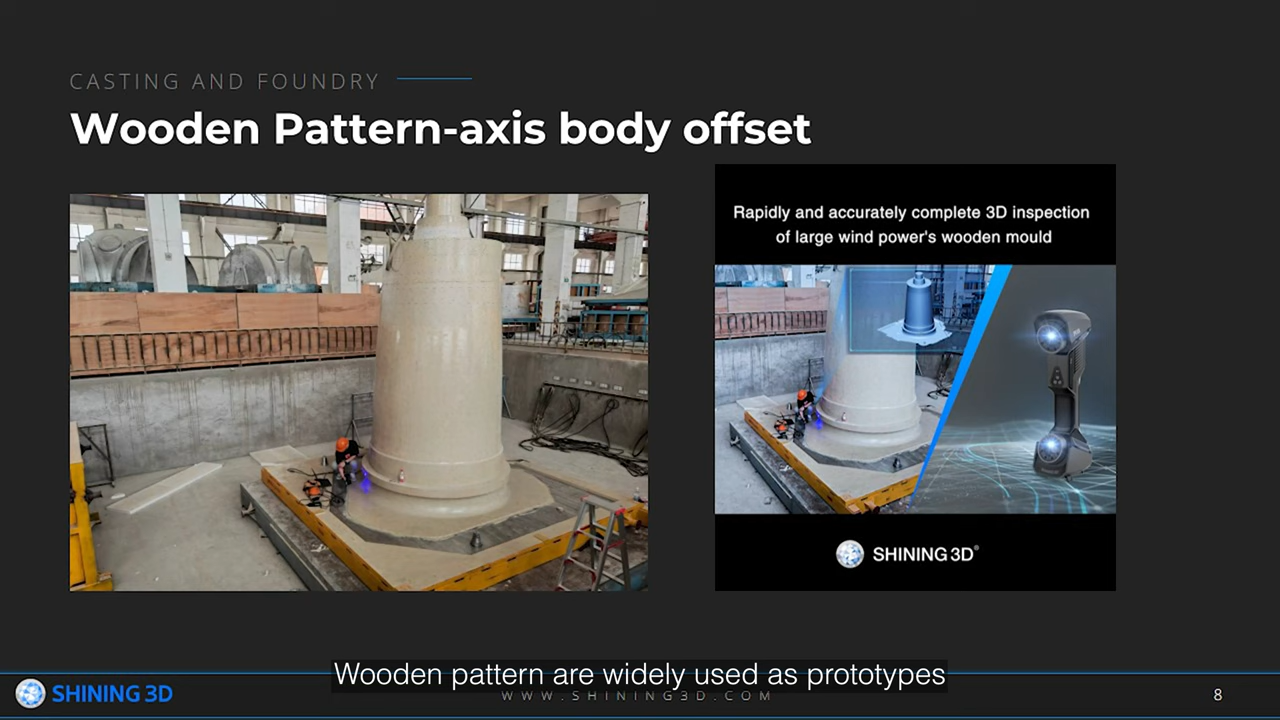 CASTING AND FOUNDRY
Wooden Pattern-axis body offset
Rapidly and accurately complete 3D inspection
of large wind power's wooden mould
SHINING 3D®
Wooden pattern are widely used as prototypes
SHINING 3D
WWW.SHINING3D.COM
8